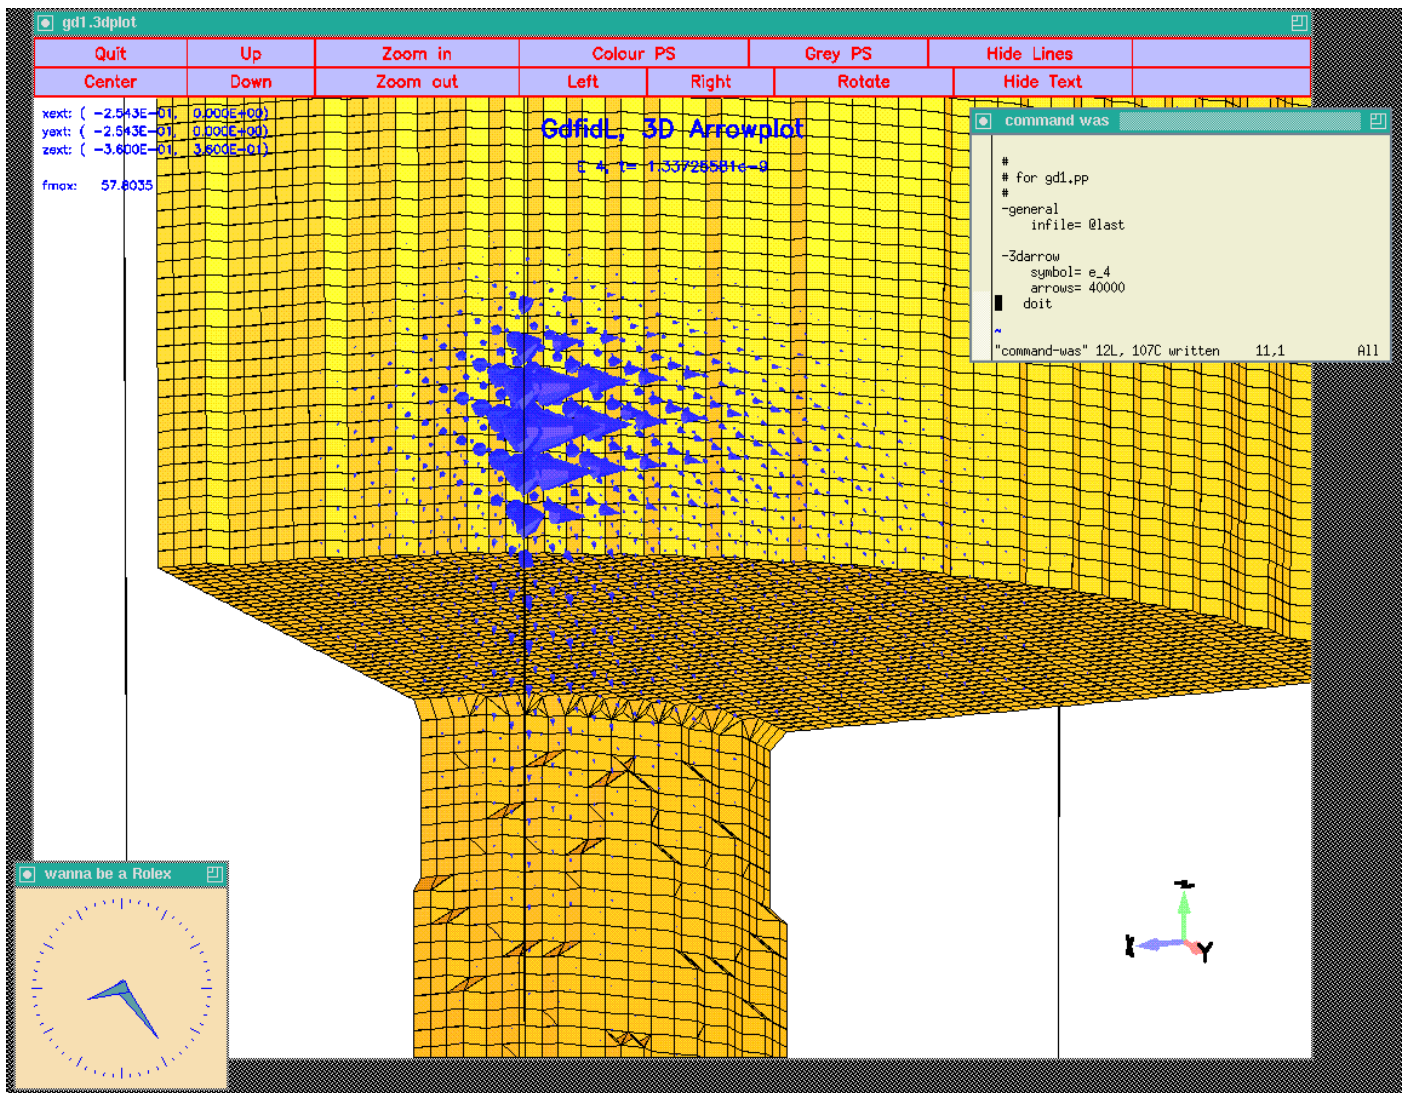 gd1.3dplot
Quit Up Zoom in Colour PS Grey PS Hide Lines
Center Down Zoom out Left Right Rotate Hide Text
xext: ( -2.543E-01, 0.000E+00)
yext: ( -2.543E-01, 0.000E+00)
zext: ( -3.600E-01, 3.600E-01)
fmax: 57.8035
GdfidL, 3D Arrowplot
E 4, t= 1.33725581e-9
command was
#
# for gd1.pp
#
-general
infile= @last
-3darrow
symbol= e_4
arrows= 40000
doit
~
"command-was" 12L, 107C written 11,1 All
wanna be a Rolex
Z
X
Y